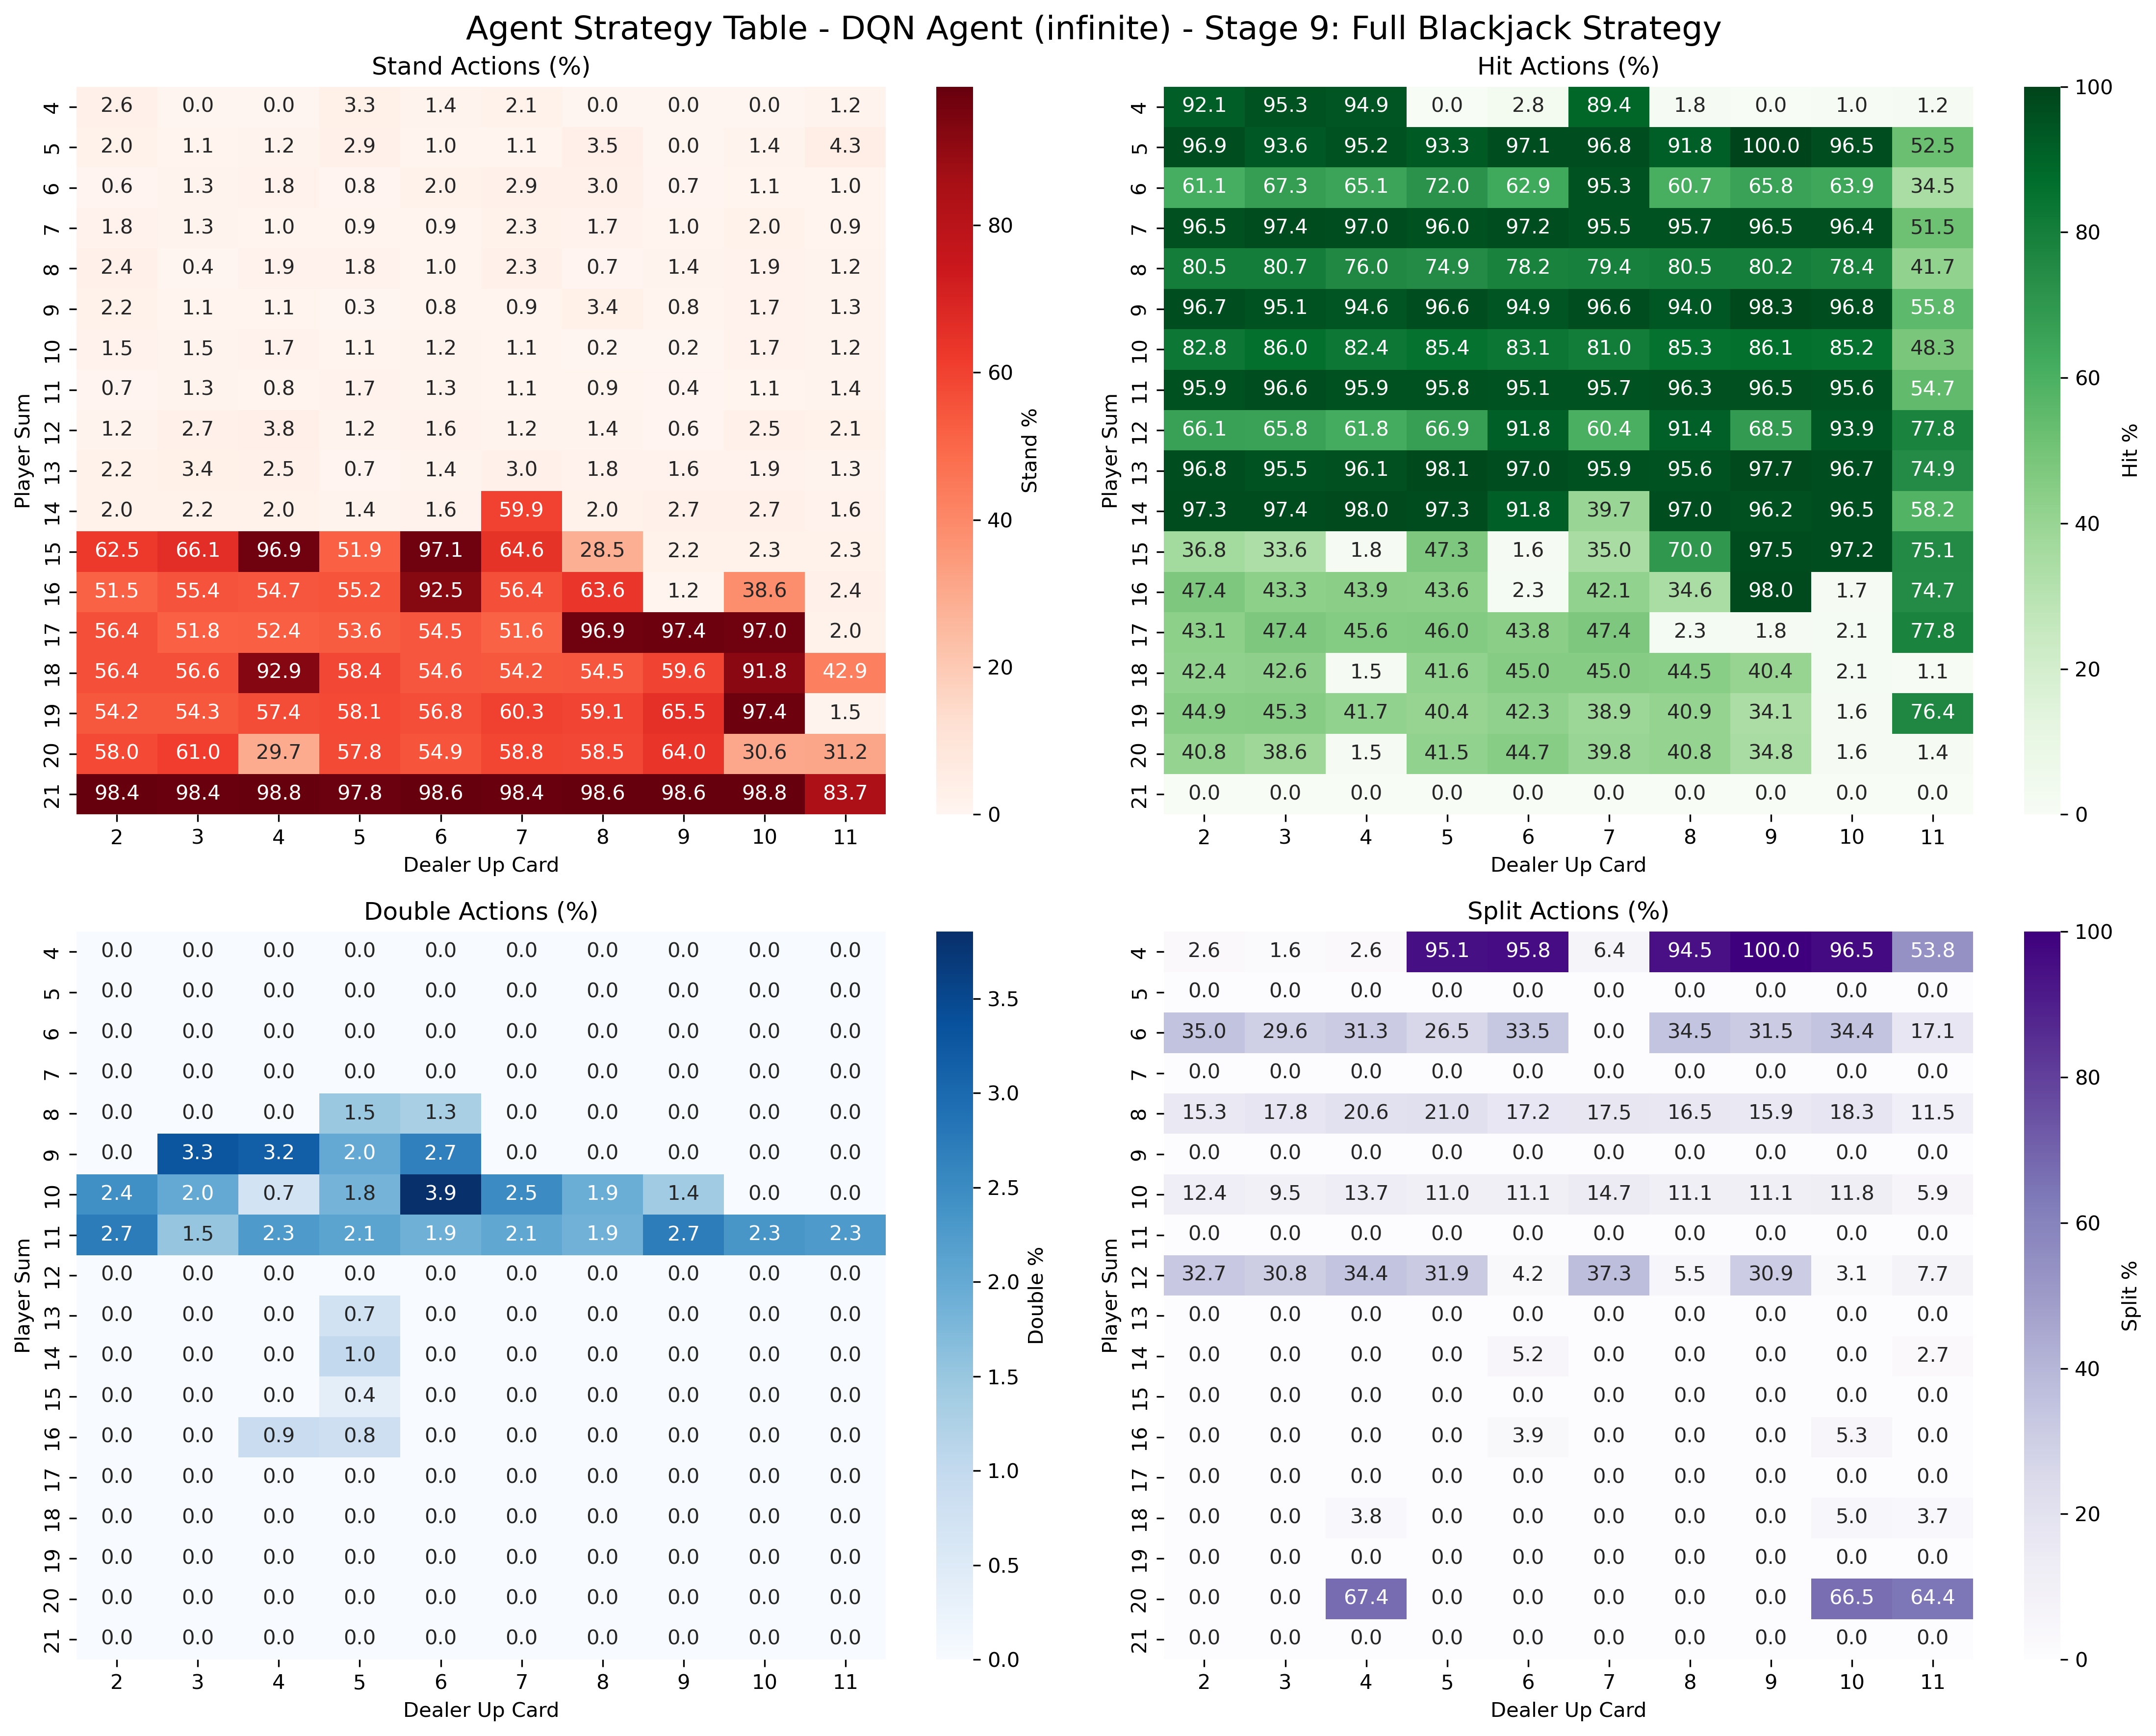 Agent Strategy Table - DQN Agent (infinite) - Stage 9: Full Blackjack Strategy
Stand Actions (%)
4 2.6 0.0 0.0 3.3 1.4 2.1 0.0 0.0 0.0 1.2
5 2.0 1.1 1.2 2.9 1.0 1.1 3.5 0.0 1.4 4.3
6 0.6 1.3 1.8 0.8 2.0 2.9 3.0 0.7 1.1 1.0
7 1.8 1.3 1.0 0.9 0.9 2.3 1.7 1.0 2.0 0.9
8 2.4 0.4 1.9 1.8 1.0 2.3 0.7 1.4 1.9 1.2
9 2.2 1.1 1.1 0.3 0.8 0.9 3.4 0.8 1.7 1.3
10 1.5 1.5 1.7 1.1 1.2 1.1 0.2 0.2 1.7 1.2
11 0.7 1.3 0.8 1.7 1.3 1.1 0.9 0.4 1.1 1.4
12 1.2 2.7 3.8 1.2 1.6 1.2 1.4 0.6 2.5 2.1
13 2.2 3.4 2.5 0.7 1.4 3.0 1.8 1.6 1.9 1.3
14 2.0 2.2 2.0 1.4 1.6 59.9 2.0 2.7 2.7 1.6
15 62.5 66.1 96.9 51.9 97.1 64.6 28.5 2.2 2.3 2.3
16 51.5 55.4 54.7 55.2 92.5 56.4 63.6 1.2 38.6 2.4
17 56.4 51.8 52.4 53.6 54.5 51.6 96.9 97.4 97.0 2.0
18 56.4 56.6 92.9 58.4 54.6 54.2 54.5 59.6 91.8 42.9
19 54.2 54.3 57.4 58.1 56.8 60.3 59.1 65.5 97.4 1.5
20 58.0 61.0 29.7 57.8 54.9 58.8 58.5 64.0 30.6 31.2
21 98.4 98.4 98.8 97.8 98.6 98.4 98.6 98.6 98.8 83.7
2 3 4 5 6 7 8 9 10 11
Dealer Up Card
Player Sum
80
60
40
20
0
Stand %
Hit Actions (%)
4 92.1 95.3 94.9 0.0 2.8 89.4 1.8 0.0 1.0 1.2
5 96.9 93.6 95.2 93.3 97.1 96.8 91.8 100.0 96.5 52.5
6 61.1 67.3 65.1 72.0 62.9 95.3 60.7 65.8 63.9 34.5
7 96.5 97.4 97.0 96.0 97.2 95.5 95.7 96.5 96.4 51.5
8 80.5 80.7 76.0 74.9 78.2 79.4 80.5 80.2 78.4 41.7
9 96.7 95.1 94.6 96.6 94.9 96.6 94.0 98.3 96.8 55.8
10 82.8 86.0 82.4 85.4 83.1 81.0 85.3 86.1 85.2 48.3
11 95.9 96.6 95.9 95.8 95.1 95.7 96.3 96.5 95.6 54.7
12 66.1 65.8 61.8 66.9 91.8 60.4 91.4 68.5 93.9 77.8
13 96.8 95.5 96.1 98.1 97.0 95.9 95.6 97.7 96.7 74.9
14 97.3 97.4 98.0 97.3 91.8 39.7 97.0 96.2 96.5 58.2
15 36.8 33.6 1.8 47.3 1.6 35.0 70.0 97.5 97.2 75.1
16 47.4 43.3 43.9 43.6 2.3 42.1 34.6 98.0 1.7 74.7
17 43.1 47.4 45.6 46.0 43.8 47.4 2.3 1.8 2.1 77.8
18 42.4 42.6 1.5 41.6 45.0 45.0 44.5 40.4 2.1 1.1
19 44.9 45.3 41.7 40.4 42.3 38.9 40.9 34.1 1.6 76.4
20 40.8 38.6 1.5 41.5 44.7 39.8 40.8 34.8 1.6 1.4
21 0.0 0.0 0.0 0.0 0.0 0.0 0.0 0.0 0.0 0.0
2 3 4 5 6 7 8 9 10 11
Dealer Up Card
Player Sum
100
80
60
40
20
0
Hit %
Double Actions (%)
4 0.0 0.0 0.0 0.0 0.0 0.0 0.0 0.0 0.0 0.0
5 0.0 0.0 0.0 0.0 0.0 0.0 0.0 0.0 0.0 0.0
6 0.0 0.0 0.0 0.0 0.0 0.0 0.0 0.0 0.0 0.0
7 0.0 0.0 0.0 0.0 0.0 0.0 0.0 0.0 0.0 0.0
8 0.0 0.0 0.0 1.5 1.3 0.0 0.0 0.0 0.0 0.0
9 0.0 3.3 3.2 2.0 2.7 0.0 0.0 0.0 0.0 0.0
10 2.4 2.0 0.7 1.8 3.9 2.5 1.9 1.4 0.0 0.0
11 2.7 1.5 2.3 2.1 1.9 2.1 1.9 2.7 2.3 2.3
12 0.0 0.0 0.0 0.0 0.0 0.0 0.0 0.0 0.0 0.0
13 0.0 0.0 0.0 0.7 0.0 0.0 0.0 0.0 0.0 0.0
14 0.0 0.0 0.0 1.0 0.0 0.0 0.0 0.0 0.0 0.0
15 0.0 0.0 0.0 0.4 0.0 0.0 0.0 0.0 0.0 0.0
16 0.0 0.0 0.9 0.8 0.0 0.0 0.0 0.0 0.0 0.0
17 0.0 0.0 0.0 0.0 0.0 0.0 0.0 0.0 0.0 0.0
18 0.0 0.0 0.0 0.0 0.0 0.0 0.0 0.0 0.0 0.0
19 0.0 0.0 0.0 0.0 0.0 0.0 0.0 0.0 0.0 0.0
20 0.0 0.0 0.0 0.0 0.0 0.0 0.0 0.0 0.0 0.0
21 0.0 0.0 0.0 0.0 0.0 0.0 0.0 0.0 0.0 0.0
2 3 4 5 6 7 8 9 10 11
Dealer Up Card
Player Sum
3.5
3.0
2.5
2.0
1.5
1.0
0.5
0.0
Double %
Split Actions (%)
4 2.6 1.6 2.6 95.1 95.8 6.4 94.5 100.0 96.5 53.8
5 0.0 0.0 0.0 0.0 0.0 0.0 0.0 0.0 0.0 0.0
6 35.0 29.6 31.3 26.5 33.5 0.0 34.5 31.5 34.4 17.1
7 0.0 0.0 0.0 0.0 0.0 0.0 0.0 0.0 0.0 0.0
8 15.3 17.8 20.6 21.0 17.2 17.5 16.5 15.9 18.3 11.5
9 0.0 0.0 0.0 0.0 0.0 0.0 0.0 0.0 0.0 0.0
10 12.4 9.5 13.7 11.0 11.1 14.7 11.1 11.1 11.8 5.9
11 0.0 0.0 0.0 0.0 0.0 0.0 0.0 0.0 0.0 0.0
12 32.7 30.8 34.4 31.9 4.2 37.3 5.5 30.9 3.1 7.7
13 0.0 0.0 0.0 0.0 0.0 0.0 0.0 0.0 0.0 0.0
14 0.0 0.0 0.0 0.0 5.2 0.0 0.0 0.0 0.0 2.7
15 0.0 0.0 0.0 0.0 0.0 0.0 0.0 0.0 0.0 0.0
16 0.0 0.0 0.0 0.0 3.9 0.0 0.0 0.0 5.3 0.0
17 0.0 0.0 0.0 0.0 0.0 0.0 0.0 0.0 0.0 0.0
18 0.0 0.0 3.8 0.0 0.0 0.0 0.0 0.0 5.0 3.7
19 0.0 0.0 0.0 0.0 0.0 0.0 0.0 0.0 0.0 0.0
20 0.0 0.0 67.4 0.0 0.0 0.0 0.0 0.0 66.5 64.4
21 0.0 0.0 0.0 0.0 0.0 0.0 0.0 0.0 0.0 0.0
2 3 4 5 6 7 8 9 10 11
Dealer Up Card
Player Sum
100
80
60
40
20
0
Split %